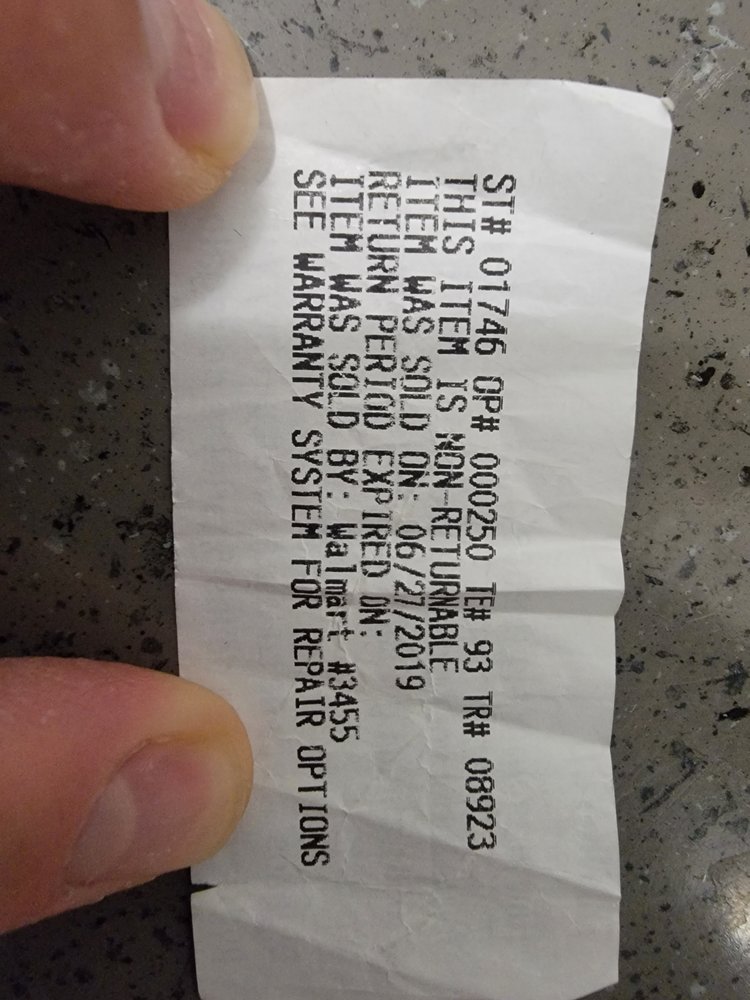 ST# 01746 OP# 000250 TE# 93 TR# 08923
THIS ITEM IS NON-RETURNABLE
ITEM WAS SOLD ON: 06/27/2019
RETURN PERIOD EXPIRED ON:
ITEM WAS SOLD BY: Walmart #3455
SEE WARRANTY SYSTEM FOR REPAIR OPTIONS